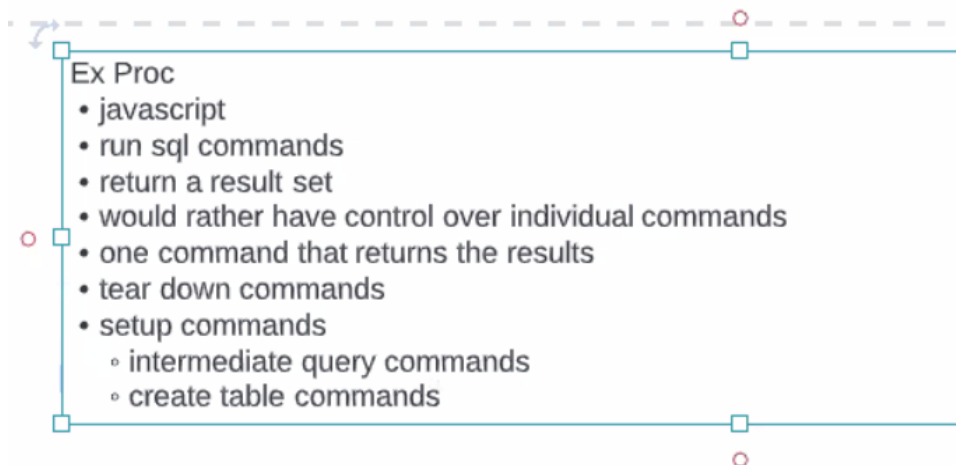 Ex Proc
• javascript
• run sql commands
• return a result set
• would rather have control over individual commands
• one command that returns the results
• tear down commands
• setup commands
◦ intermediate query commands
◦ create table commands